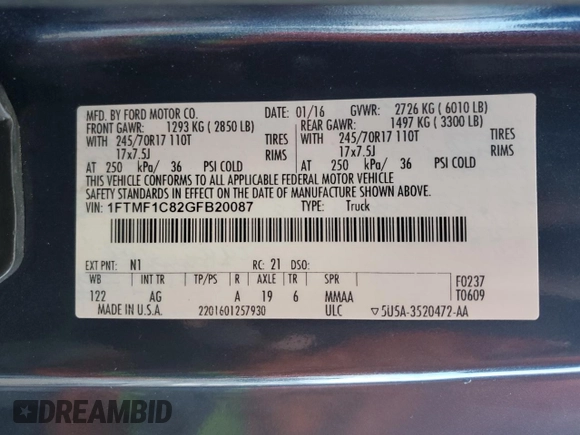 MFD. BY FORD MOTOR CO. DATE: 01/16 GVWR: 2726 KG ( 6010 LB)
FRONT GAWR: 1293 KG ( 2850 LB) REAR GAWR: 1497 KG ( 3300 LB)
WITH 245/70R17 110T TIRES WITH 245/70R17 110T TIRES
17x7.5J RIMS 17x7.5J RIMS
AT 250 kPa/ 36 PSI COLD AT 250 kPa/ 36 PSI COLD
THIS VEHICLE CONFORMS TO ALL APPLICABLE FEDERAL MOTOR VEHICLE
SAFETY STANDARDS IN EFFECT ON THE DATE OF MANUFACTURE SHOWN ABOVE.
VIN: 1FTMF1C82GFB20087 TYPE: Truck
EXT PNT: N1 RC: 21 DSO:
WB INT TR TP/PS R AXLE TR SPR F0237
122 AG A 19 6 MMAA T0609
MADE IN U.S.A. 2201601257930 ULC ▽5U5A-3520472-AA
DREAMBID